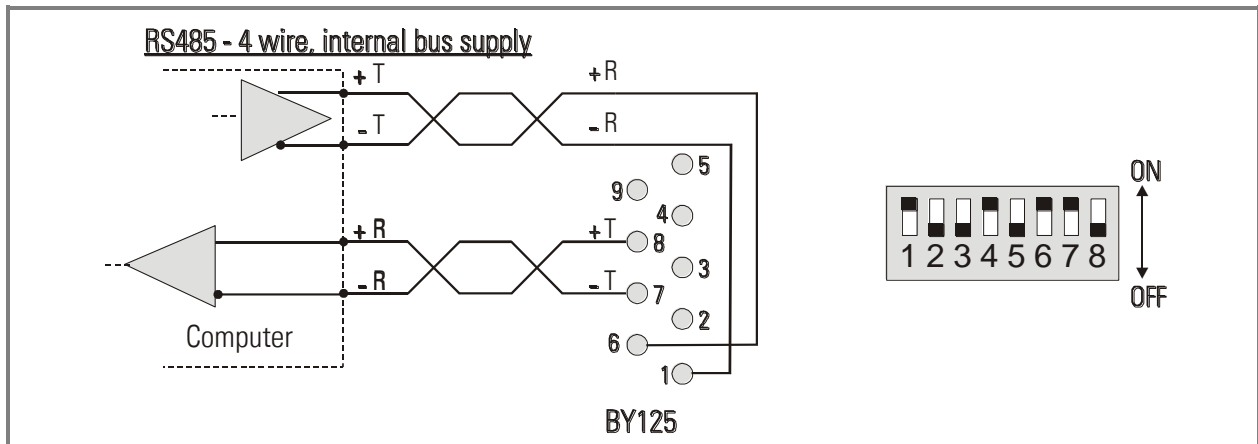 RS485 - 4 wire, internal bus supply
+ T
+ R
- T
- R
5
9
4
+ R
+ T
8
3
- R
- T
7
2
6
1
Computer
BY125
ON
1 2 3 4 5 6 7 8
OFF